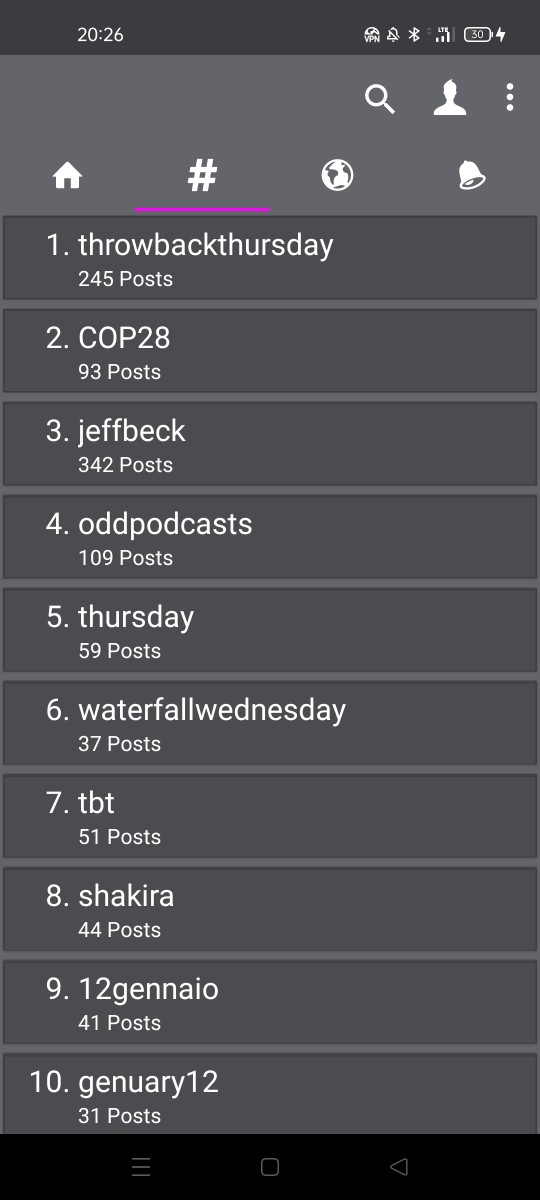 20:26
VPN
LTE
30
#
1. throwbackthursday
245 Posts
2. COP28
93 Posts
3. jeffbeck
342 Posts
4. oddpodcasts
109 Posts
5. thursday
59 Posts
6. waterfallwednesday
37 Posts
7. tbt
51 Posts
8. shakira
44 Posts
9. 12gennaio
41 Posts
10. genuary12
31 Posts